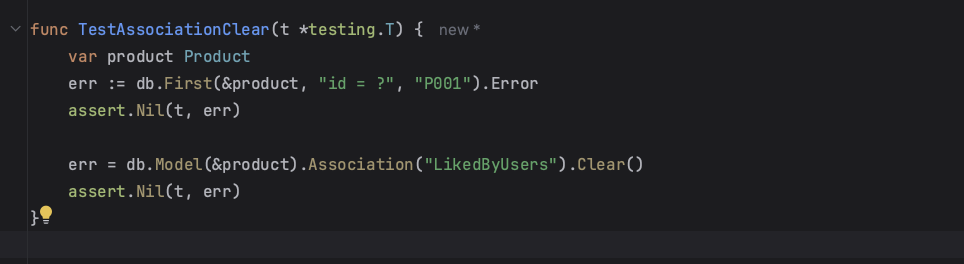 func TestAssociationClear(t *testing.T) { new *
    var product Product
    err := db.First(&product, "id = ?", "P001").Error
    assert.Nil(t, err)

    err = db.Model(&product).Association("LikedByUsers").Clear()
    assert.Nil(t, err)
}